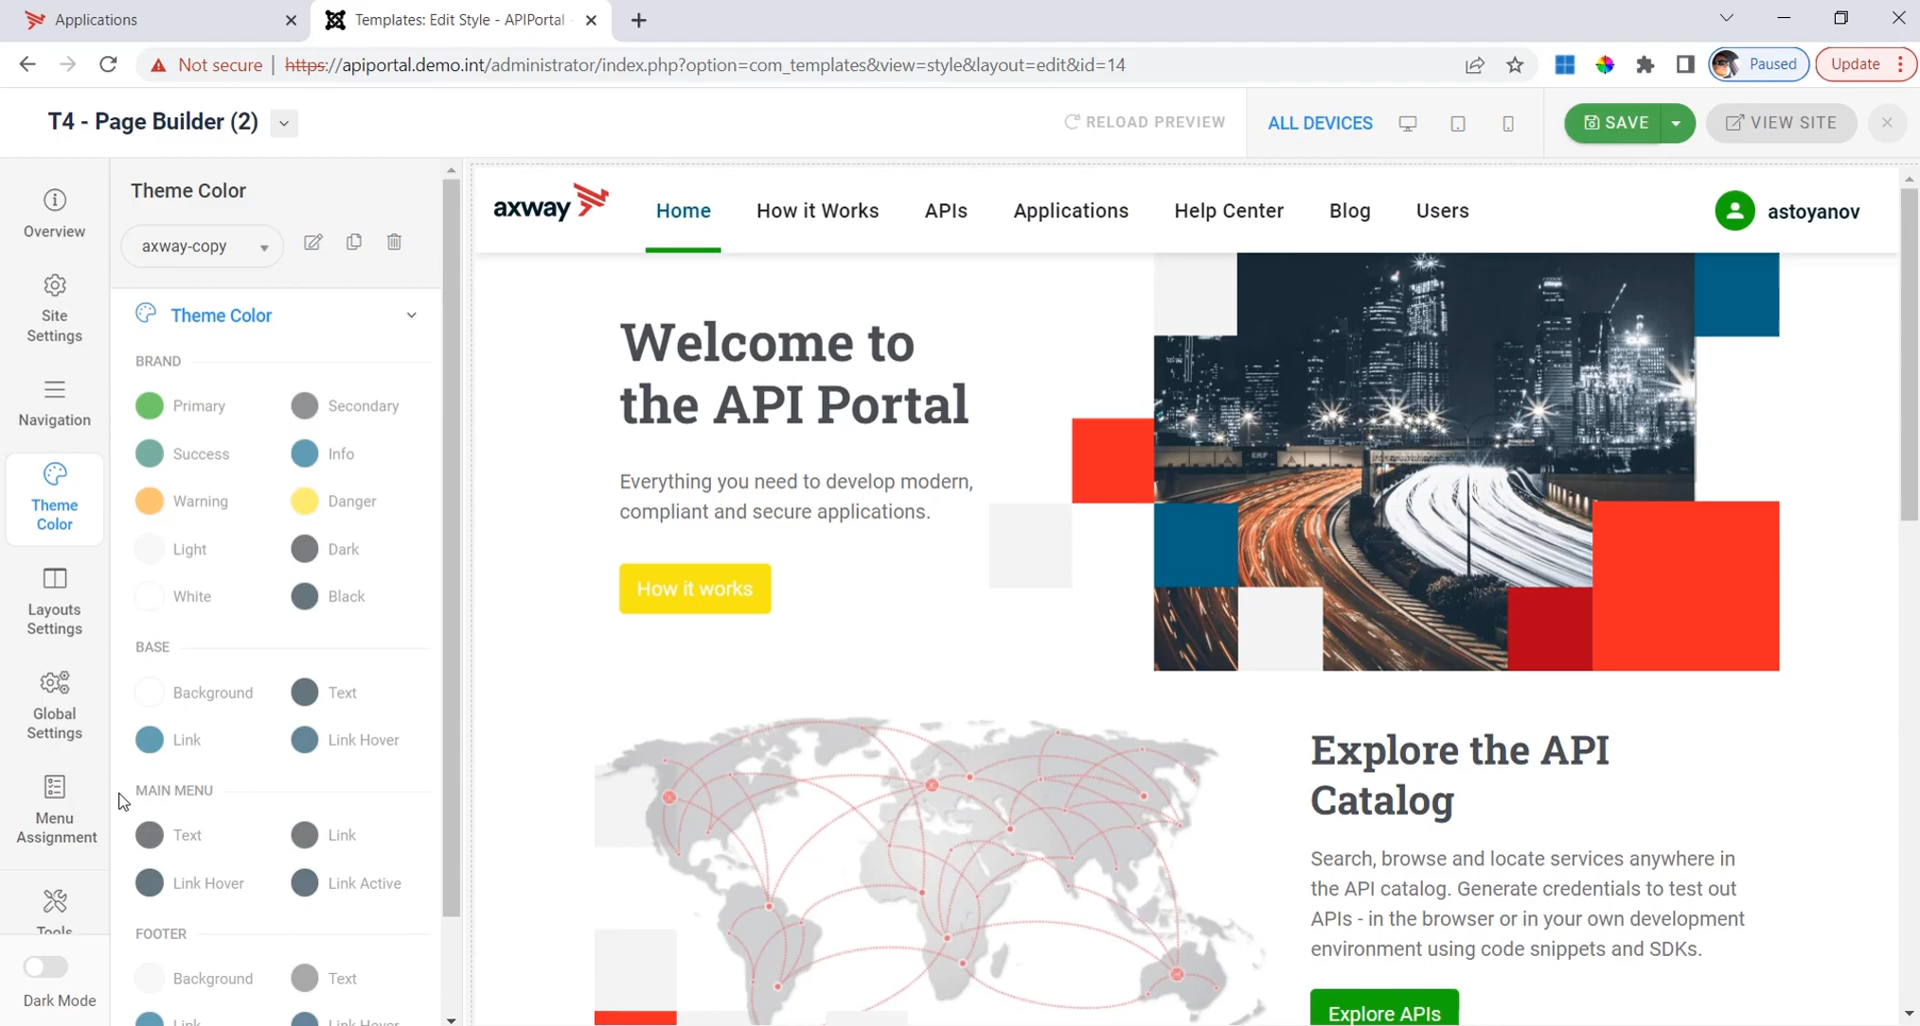 Applications
Templates: Edit Style - APIPortal -
Not secure
https://apiportal.demo.int/administrator/index.php?option=com_templates&view=style&layout=edit&id=14
Paused
Update
T4 - Page Builder (2)
RELOAD PREVIEW
ALL DEVICES
SAVE
VIEW SITE
Overview
Site
Settings
Navigation
Theme
Color
Layouts
Settings
Global
Settings
Menu
Assignment
Tools
Dark Mode
Theme Color
axway-copy
Theme Color
BRAND
Primary
Secondary
Success
Info
Warning
Danger
Light
Dark
White
Black
BASE
Background
Text
Link
Link Hover
MAIN MENU
Text
Link
Link Hover
Link Active
FOOTER
Background
Text
Link
Link Hover
axway
Home
How it Works
APIs
Applications
Help Center
Blog
Users
astoyanov
Welcome to
the API Portal
Everything you need to develop modern,
compliant and secure applications.
How it works
Explore the API
Catalog
Search, browse and locate services anywhere in
the API catalog. Generate credentials to test out
APIs - in the browser or in your own development
environment using code snippets and SDKs.
Explore APIs